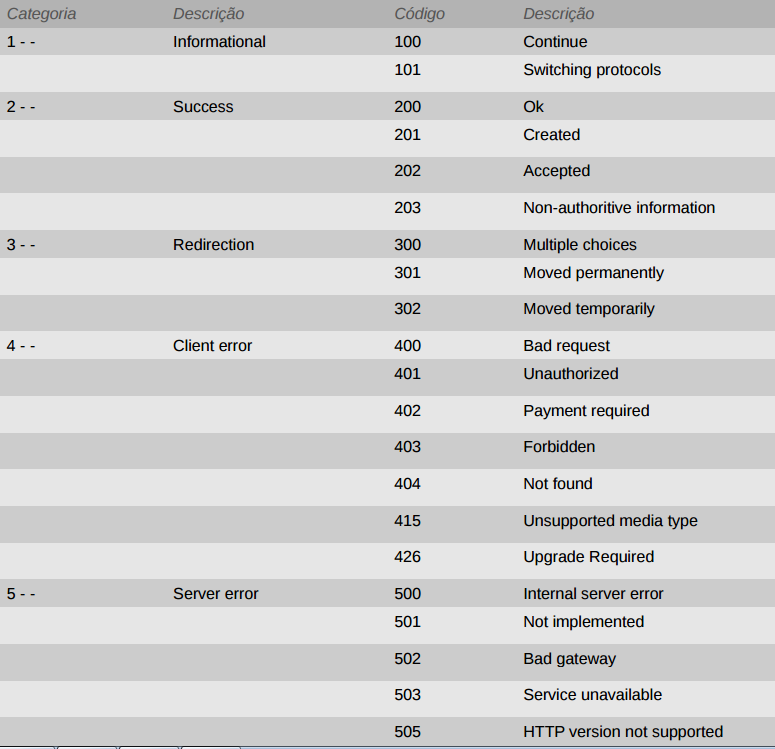 Categoria Descrição Código Descrição
1 - - Informational 100 Continue
101 Switching protocols
2 - - Success 200 Ok
201 Created
202 Accepted
203 Non-authoritive information
3 - - Redirection 300 Multiple choices
301 Moved permanently
302 Moved temporarily
4 - - Client error 400 Bad request
401 Unauthorized
402 Payment required
403 Forbidden
404 Not found
415 Unsupported media type
426 Upgrade Required
5 - - Server error 500 Internal server error
501 Not implemented
502 Bad gateway
503 Service unavailable
505 HTTP version not supported